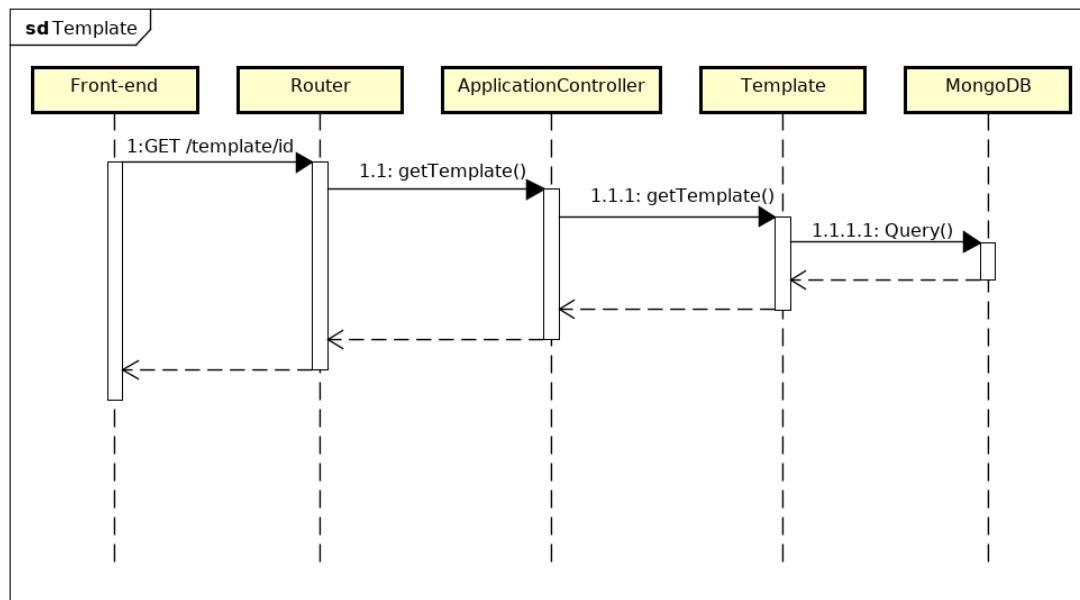 sd Template
Front-end
Router
ApplicationController
Template
MongoDB
1:GET /template/id
1.1: getTemplate()
1.1.1: getTemplate()
1.1.1.1: Query()